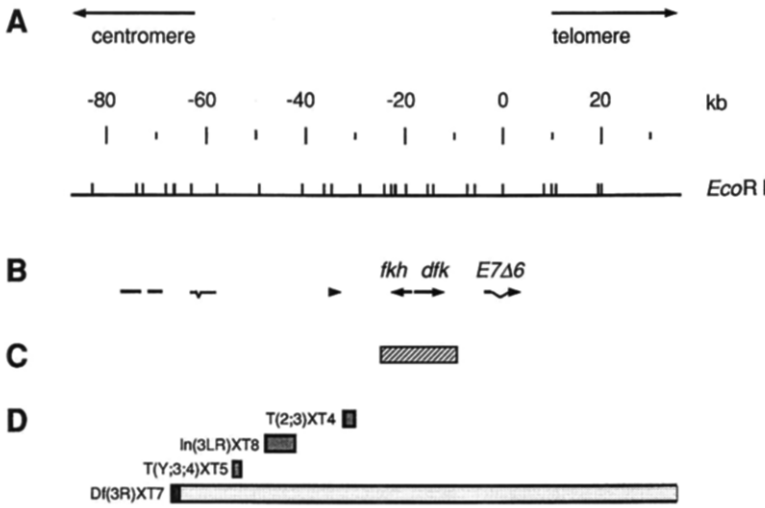 A
centromere
telomere
-80 -60 -40 -20 0 20 kb
EcoR I
B
fkh dfk E7Δ6
C
D
T(2;3)XT4
In(3LR)XT8
T(Y;3;4)XT5
Df(3R)XT7